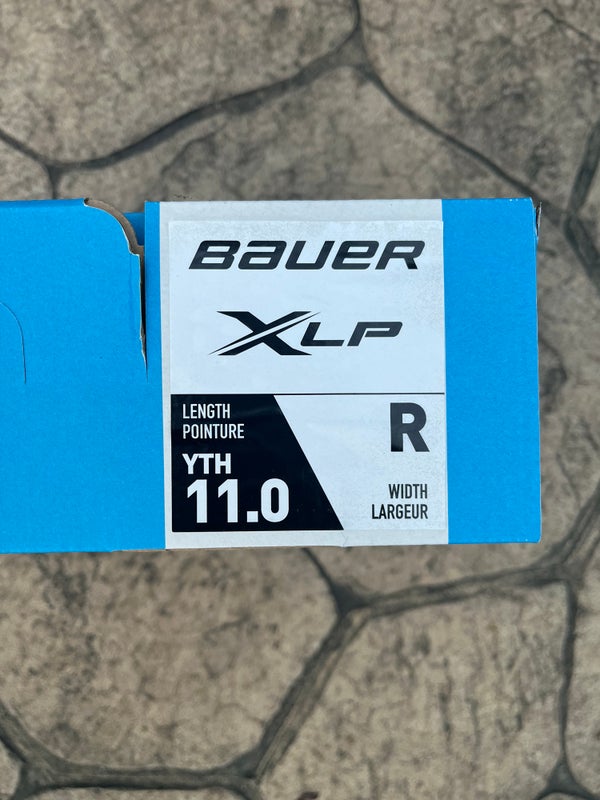 BAUER
XLP
LENGTH
POINTURE
YTH
11.0
R
WIDTH
LARGEUR